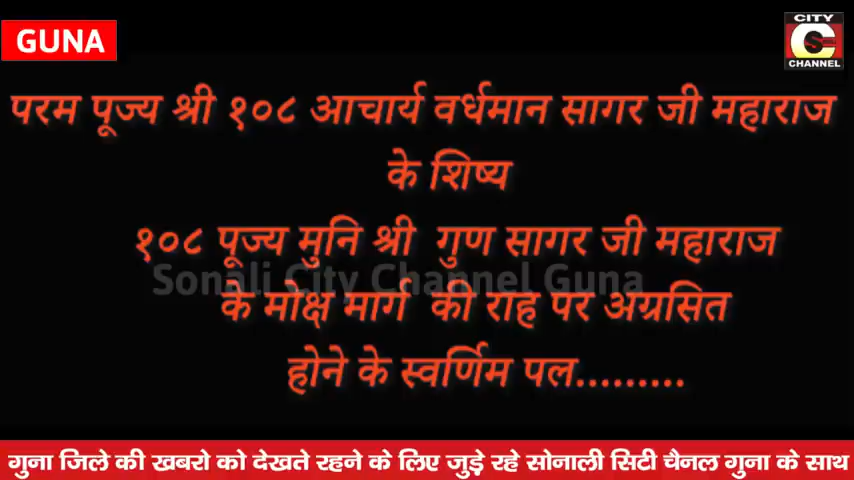 GUNA
CITY
CHANNEL
परम पूज्य श्री १०८ आचार्य वर्धमान सागर जी महाराज
के शिष्य
१०८ पूज्य मुनि श्री गुण सागर जी महाराज
Sonali City Channel Guna
के मोक्ष मार्ग की राह पर अग्रसित
होने के स्वर्णिम पल.........
गुना जिले की खबरो को देखते रहने के लिए जुड़े रहे सोनाली सिटी चैनल गुना के साथ